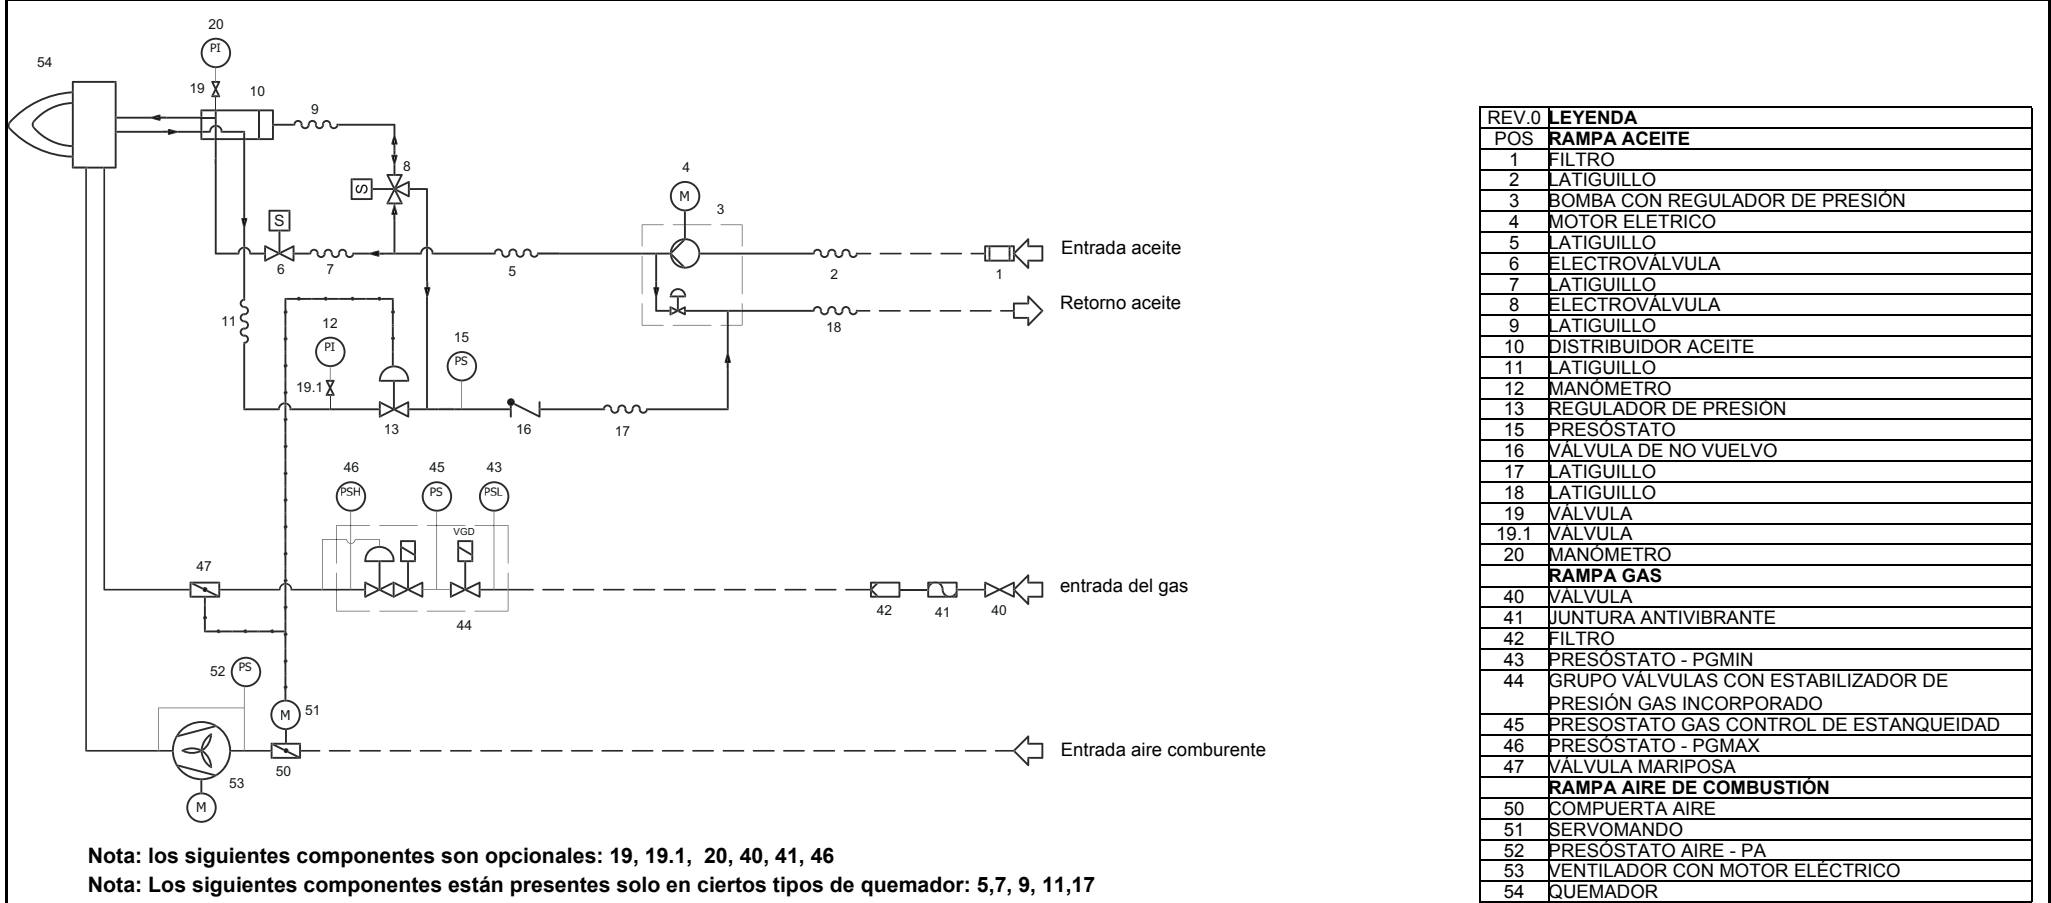 20
PI
54
19
10
9
8
S
4
M
3
S
6
7
5
2
1
Entrada aceite
Retorno aceite
18
11
12
PI
15
PS
19.1
13
16
17
46
45
43
PSH
PS
PSL
VGD
47
44
42
41
40
entrada del gas
52
PS
M
51
50
53
M
Entrada aire comburente
Nota: los siguientes componentes son opcionales: 19, 19.1, 20, 40, 41, 46
Nota: Los siguientes componentes están presentes solo en ciertos tipos de quemador: 5,7, 9, 11,17
REV.0 LEYENDA
POS RAMPA ACEITE
1 FILTRO
2 LATIGUILLO
3 BOMBA CON REGULADOR DE PRESIÓN
4 MOTOR ELETRICO
5 LATIGUILLO
6 ELECTROVÁLVULA
7 LATIGUILLO
8 ELECTROVÁLVULA
9 LATIGUILLO
10 DISTRIBUIDOR ACEITE
11 LATIGUILLO
12 MANÓMETRO
13 REGULADOR DE PRESIÓN
15 PRESÓSTATO
16 VÁLVULA DE NO VUELVO
17 LATIGUILLO
18 LATIGUILLO
19 VÁLVULA
19.1 VÁLVULA
20 MANÓMETRO
RAMPA GAS
40 VÁLVULA
41 JUNTURA ANTIVIBRANTE
42 FILTRO
43 PRESÓSTATO - PGMIN
44 GRUPO VÁLVULAS CON ESTABILIZADOR DE
PRESIÓN GAS INCORPORADO
45 PRESOSTATO GAS CONTROL DE ESTANQUEIDAD
46 PRESÓSTATO - PGMAX
47 VÁLVULA MARIPOSA
RAMPA AIRE DE COMBUSTIÓN
50 COMPUERTA AIRE
51 SERVOMANDO
52 PRESÓSTATO AIRE - PA
53 VENTILADOR CON MOTOR ELÉCTRICO
54 QUEMADOR